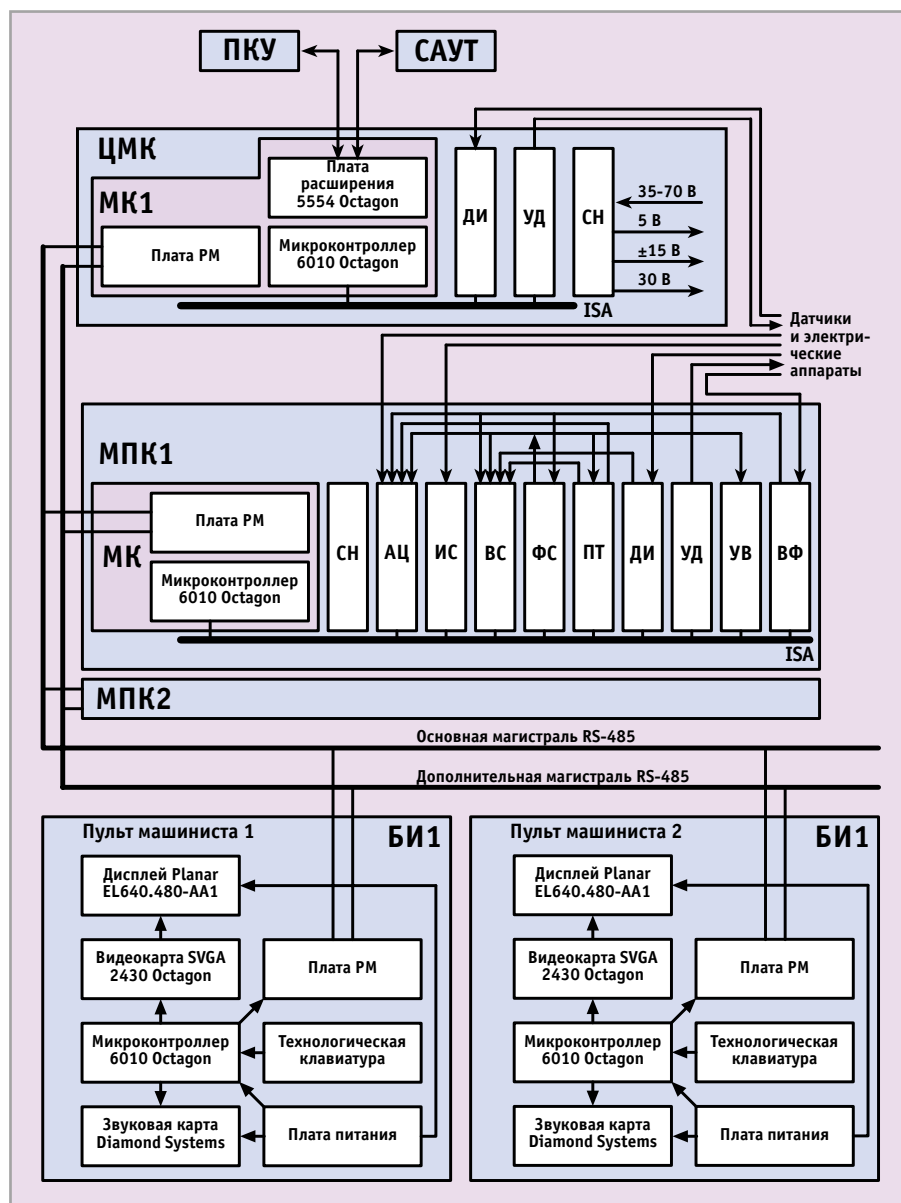 ПКУ
САУТ
ЦМК
МК1
Плата
расширения
5554 Octagon
Плата РМ
Микроконтроллер
6010 Octagon
ДИ
УД
СН
35-70 В
5 В
±15 В
30 В
ISA
Датчики
и электри-
ческие
аппараты
МПК1
МК
Плата РМ
Микроконтроллер
6010 Octagon
СН
АЦ
ИС
ВС
ФС
ПТ
ДИ
УД
УВ
ВФ
ISA
МПК2
Основная магистраль RS-485
Дополнительная магистраль RS-485
Пульт машиниста 1
БИ1
Дисплей Planar
EL640.480-AA1
Видеокарта SVGA
2430 Octagon
Плата РМ
Микроконтроллер
6010 Octagon
Технологическая
клавиатура
Звуковая карта
Diamond Systems
Плата питания
Пульт машиниста 2
БИ1
Дисплей Planar
EL640.480-AA1
Видеокарта SVGA
2430 Octagon
Плата РМ
Микроконтроллер
6010 Octagon
Технологическая
клавиатура
Звуковая карта
Diamond Systems
Плата питания